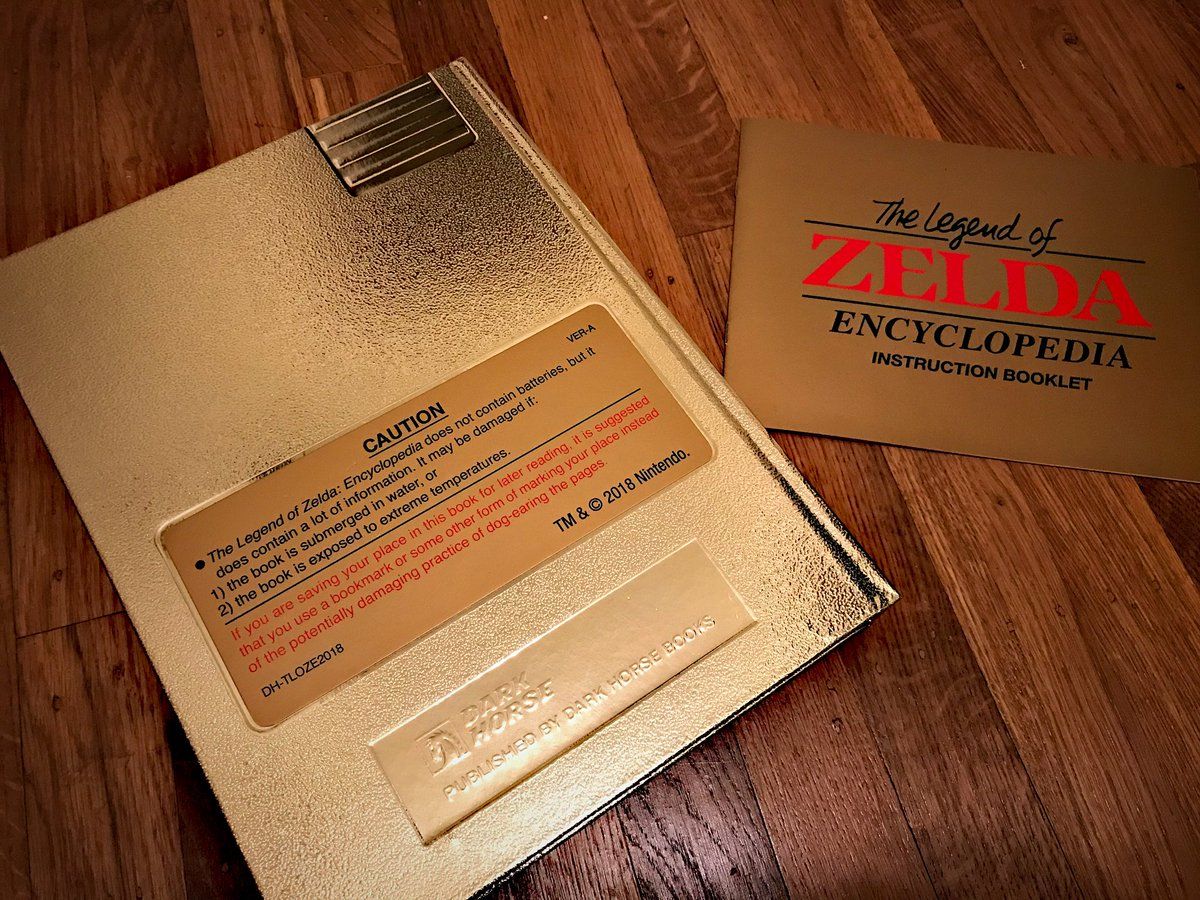 VER-A
CAUTION
• The Legend of Zelda: Encyclopedia does not contain batteries, but it
does contain a lot of information. It may be damaged if:
1) the book is submerged in water, or
2) the book is exposed to extreme temperatures.
If you are saving your place in this book for later reading, it is suggested
that you use a bookmark or some other form of marking your place instead
of the potentially damaging practice of dog-earing the pages.
TM & © 2018 Nintendo.
DH-TLOZE2018
DARK
HORSE
PUBLISHED BY DARK HORSE BOOKS
The Legend of
ZELDA
ENCYCLOPEDIA
INSTRUCTION BOOKLET